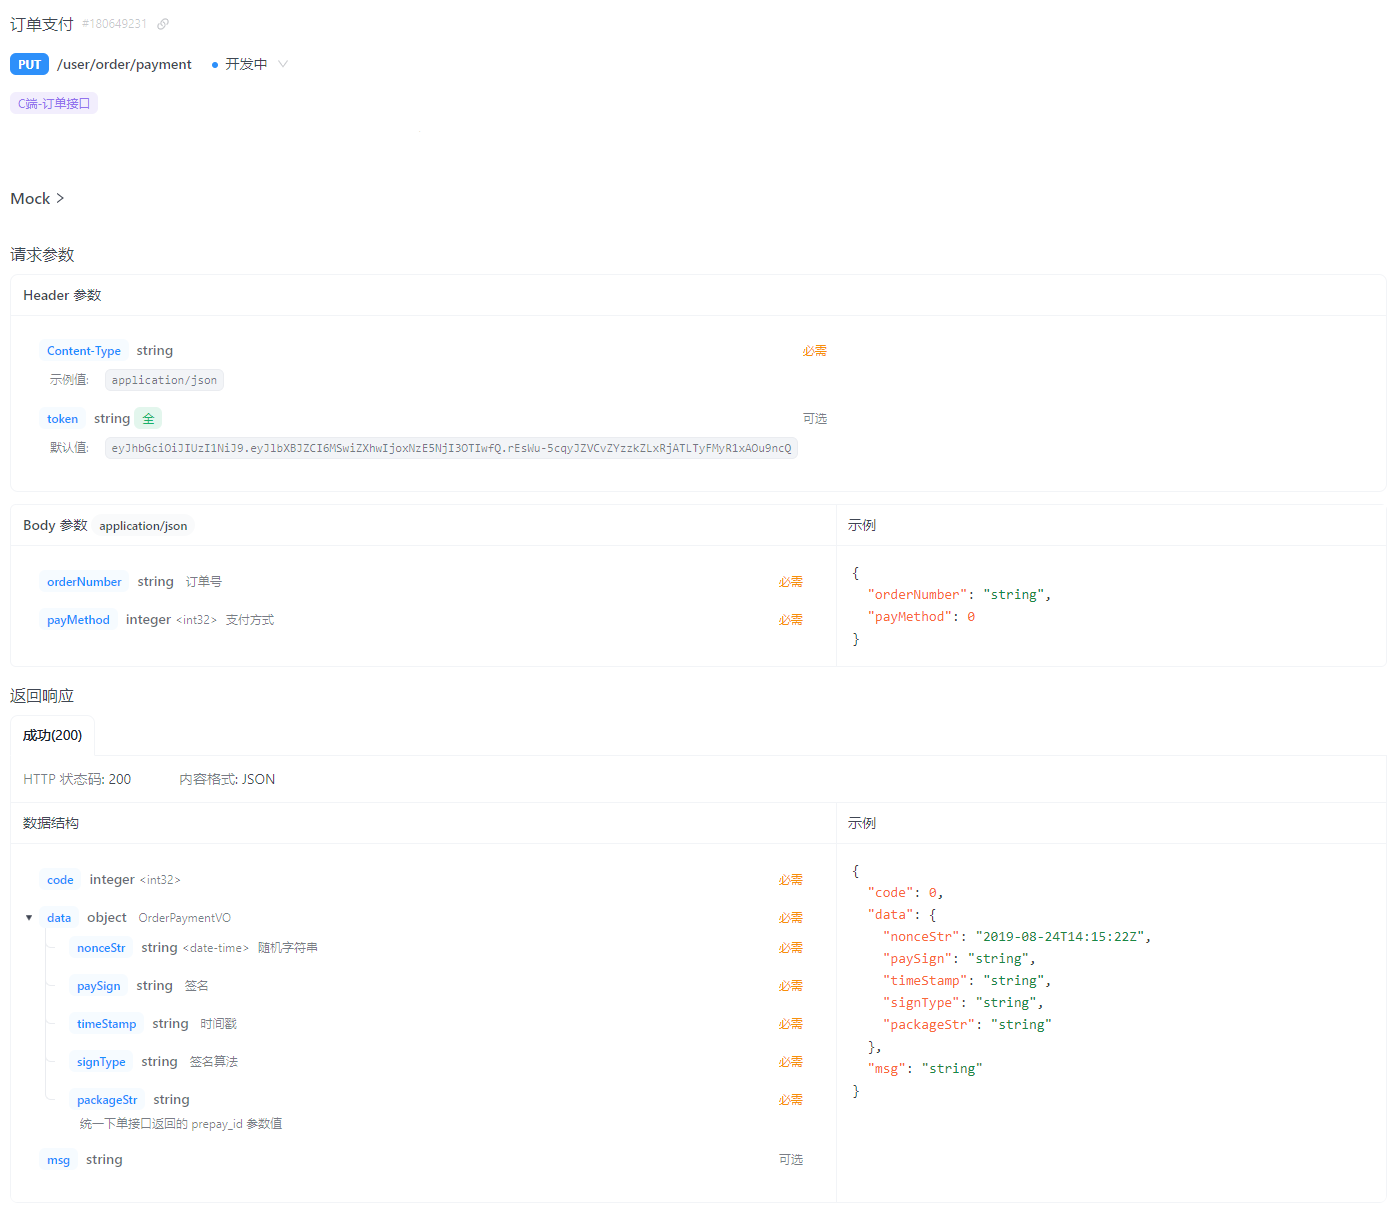 订单支付 #180649231
PUT /user/order/payment 开发中
C端-订单接口
Mock >
请求参数
Header 参数
Content-Type string 必需
示例值: application/json
token string 全 可选
默认值: eyJhbGciOiJIUzI1NiJ9.eyJlbXBJZCI6MSwiZXhwIjoxNzE5NjI3OTIwfQ.rEsWu-5cqyJZVCvZYzzkZLxRjATLTyFMyR1xAOu9ncQ
Body 参数 application/json
示例
orderNumber string 订单号 必需
payMethod integer <int32> 支付方式 必需
{
"orderNumber": "string",
"payMethod": 0
}
返回响应
成功(200)
HTTP 状态码: 200 内容格式: JSON
数据结构
示例
code integer <int32> 必需
data object OrderPaymentVO 必需
nonceStr string <date-time> 随机字符串 必需
paySign string 签名 必需
timeStamp string 时间戳 必需
signType string 签名算法 必需
packageStr string 必需
统一下单接口返回的 prepay_id 参数值
msg string 可选
{
"code": 0,
"data": {
"nonceStr": "2019-08-24T14:15:22Z",
"paySign": "string",
"timeStamp": "string",
"signType": "string",
"packageStr": "string"
},
"msg": "string"
}